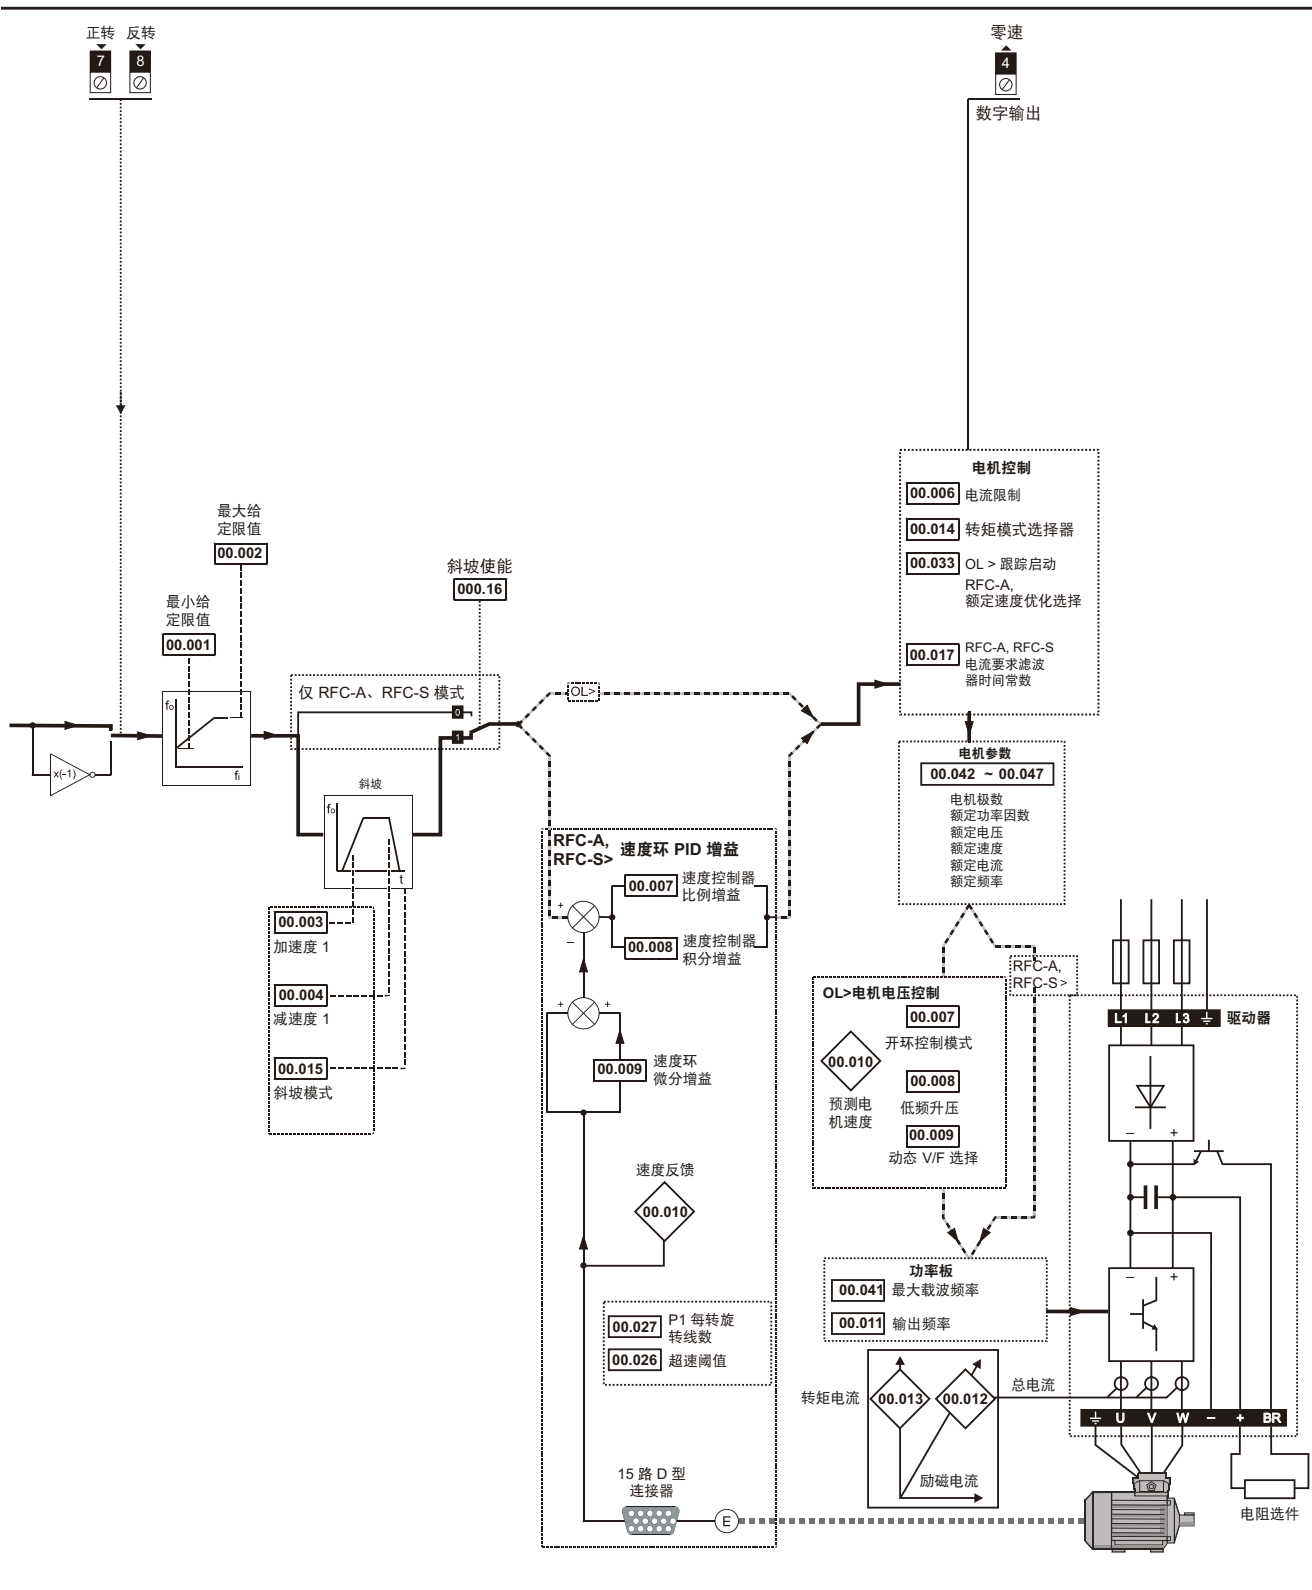 正转 反转
7 8
零速
4
数字输出
电机控制
00.006 电流限制
00.014 转矩模式选择器
00.033 OL > 跟踪启动
RFC-A,
额定速度优化选择
00.017 RFC-A, RFC-S
电流要求滤波
器时间常数
最大给
定限值
00.002
斜坡使能
000.16
最小给
定限值
00.001
仅 RFC-A、RFC-S 模式
0
1
OL>
x(-1)
fo
fi
斜坡
fo
t
电机参数
00.042 ~ 00.047
电机极数
额定功率因数
额定电压
额定速度
额定电流
额定频率
RFC-A,
RFC-S>
速度环 PID 增益
00.007 速度控制器
比例增益
00.008 速度控制器
积分增益
+
–
+ +
00.009 速度环
微分增益
00.003
加速度 1
00.004
减速度 1
00.015
斜坡模式
RFC-A,
RFC-S >
OL>电机电压控制
00.007
开环控制模式
00.010
预测电
机速度
00.008
低频升压
00.009
动态 V/F 选择
L1 L2 L3 驱动器
– +
速度反馈
00.010
功率板
00.041 最大载波频率
00.011 输出频率
– +
00.027 P1 每转旋
转线数
00.026 超速阈值
转矩电流 00.013 00.012 总电流
励磁电流
U V W – + BR
15 路 D 型
连接器
E
电阻选件